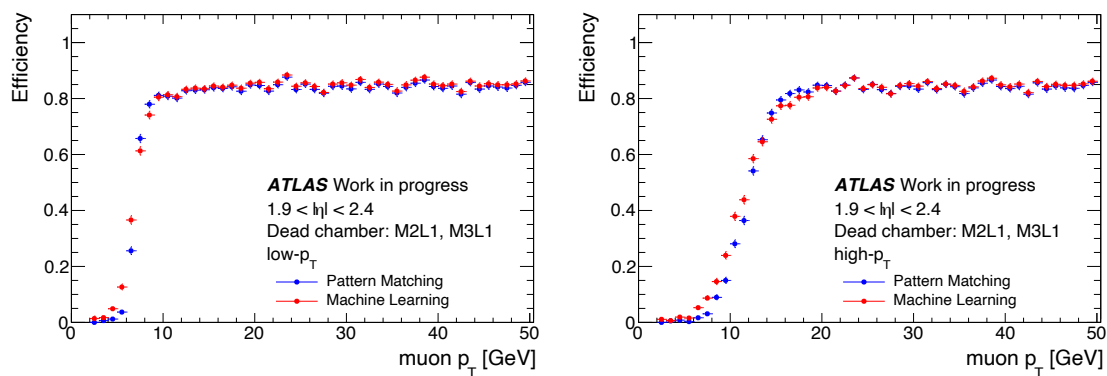 Efficiency
1
0.8
0.6
0.4
0.2
0
ATLAS Work in progress
1.9 < |η| < 2.4
Dead chamber: M2L1, M3L1
low-p_T
Pattern Matching
Machine Learning
0 10 20 30 40 50
muon p_T [GeV]
Efficiency
1
0.8
0.6
0.4
0.2
0
ATLAS Work in progress
1.9 < |η| < 2.4
Dead chamber: M2L1, M3L1
high-p_T
Pattern Matching
Machine Learning
0 10 20 30 40 50
muon p_T [GeV]